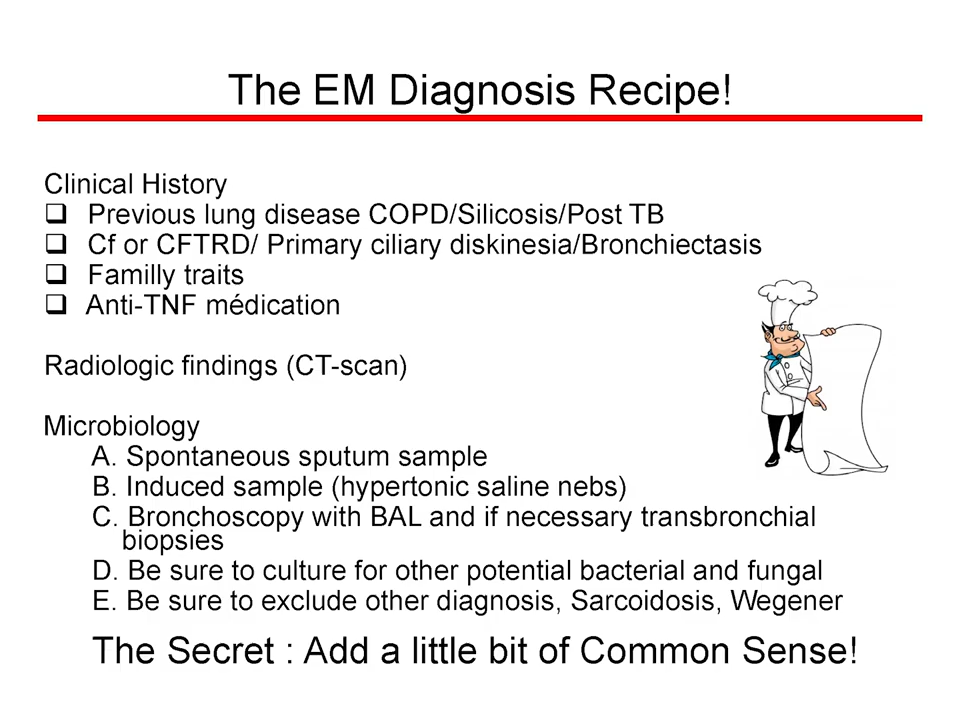 The EM Diagnosis Recipe!
Clinical History
❑ Previous lung disease COPD/Silicosis/Post TB
❑ Cf or CFTRD/ Primary ciliary diskinesia/Bronchiectasis
❑ Familly traits
❑ Anti-TNF médication
Radiologic findings (CT-scan)
Microbiology
A. Spontaneous sputum sample
B. Induced sample (hypertonic saline nebs)
C. Bronchoscopy with BAL and if necessary transbronchial
biopsies
D. Be sure to culture for other potential bacterial and fungal
E. Be sure to exclude other diagnosis, Sarcoidosis, Wegener
The Secret : Add a little bit of Common Sense!